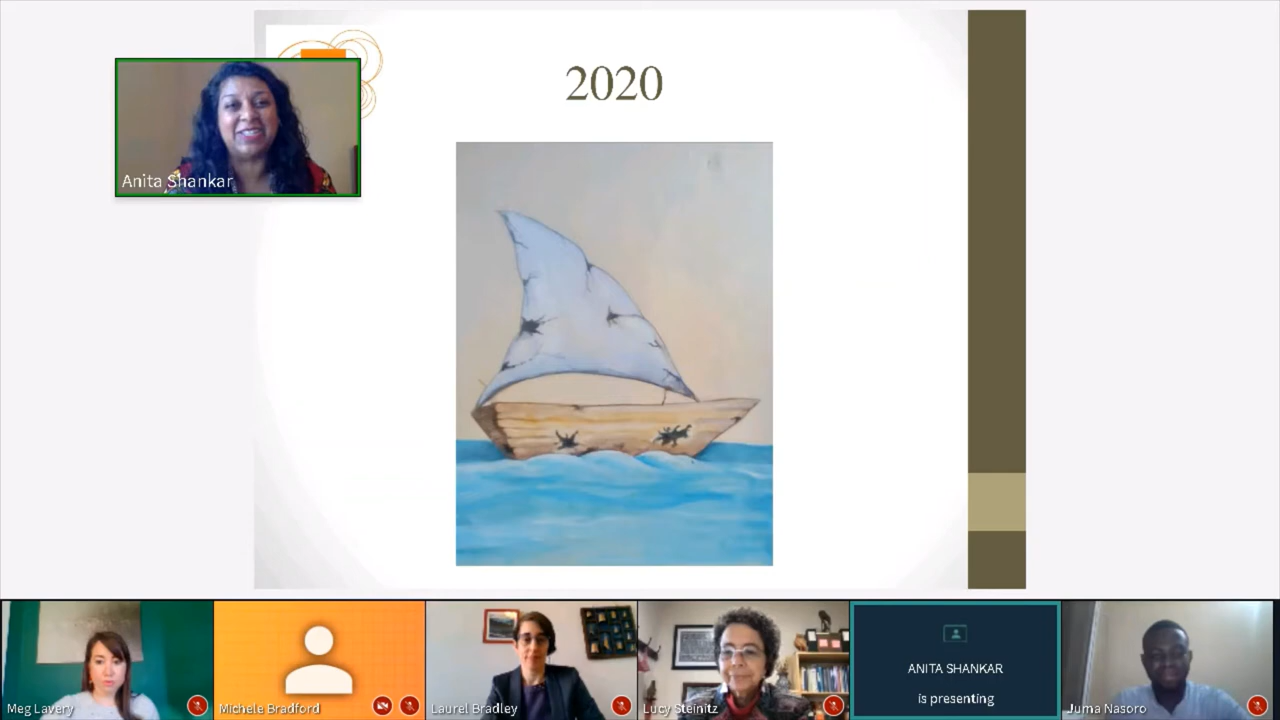 2020
Anita Shankar
Meg Lavery
Michele Bradford
Laurel Bradley
Lucy Steinitz
ANITA SHANKAR
is presenting
Juma Nasoro